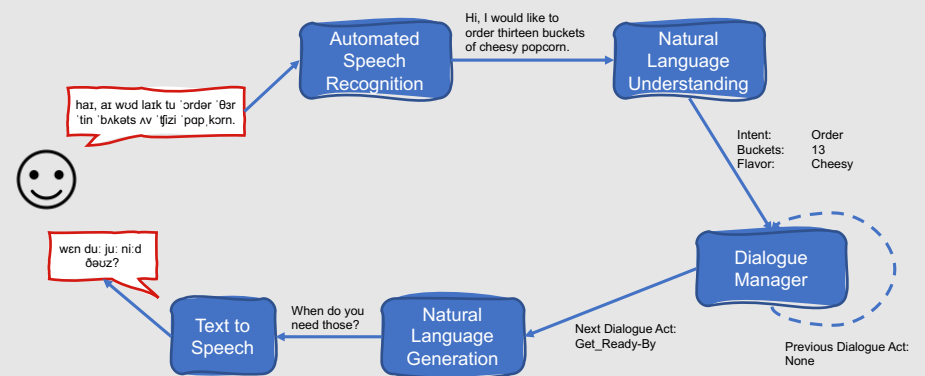 Automated
Speech
Recognition
Hi, I would like to
order thirteen buckets
of cheesy popcorn.
Natural
Language
Understanding
haɪ, aɪ wʊd laɪk tu ˈɔrdər ˈθɜr
ˈtin ˈbʌkəts ʌv ˈʧizi ˈpɑpˌkɔrn.
Intent: Order
Buckets: 13
Flavor: Cheesy
Dialogue
Manager
Previous Dialogue Act:
None
Next Dialogue Act:
Get_Ready-By
Natural
Language
Generation
When do you
need those?
Text to
Speech
wɛn duː juː niːd
ðəʊz?